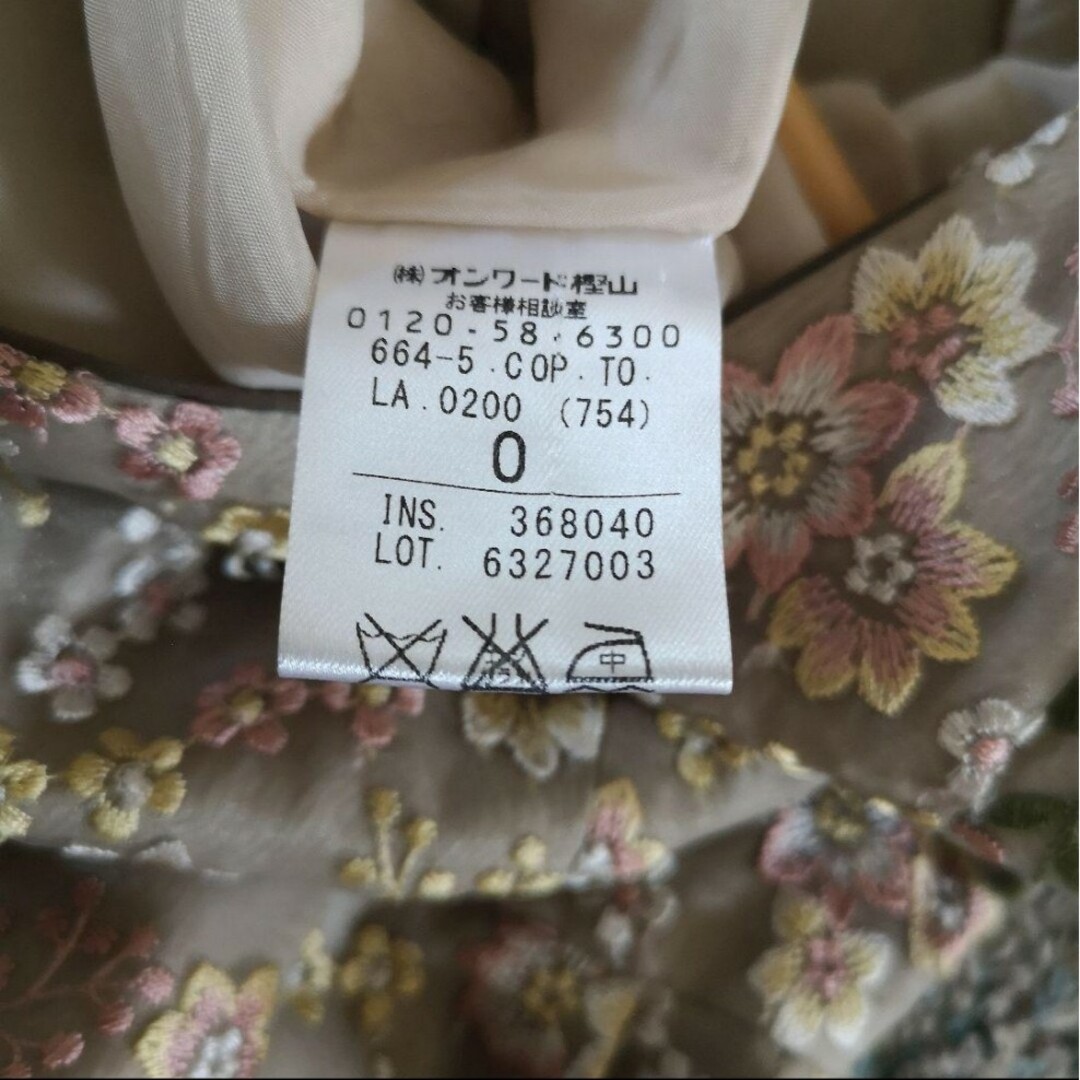 (株)オンワード樫山
お客様相談室
0120-58-6300
664-5.COP.TO.
LA.0200 (754)
0
INS. 368040
LOT. 6327003
中